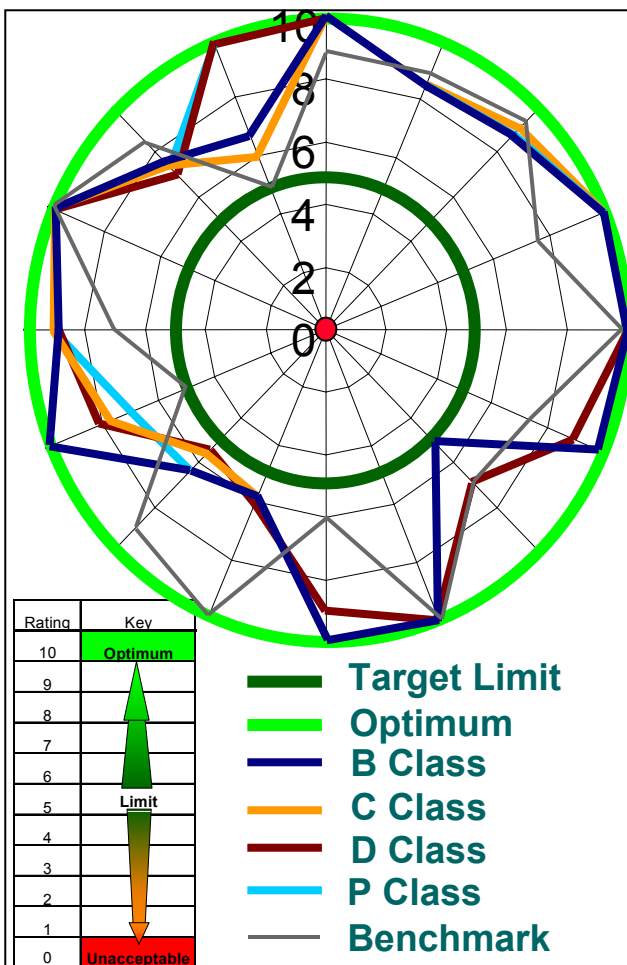 10
8
6
4
2
0
Rating Key
10 Optimum
9
8
7
6
5 Limit
4
3
2
1
0 Unacceptable
Target Limit
Optimum
B Class
C Class
D Class
P Class
Benchmark